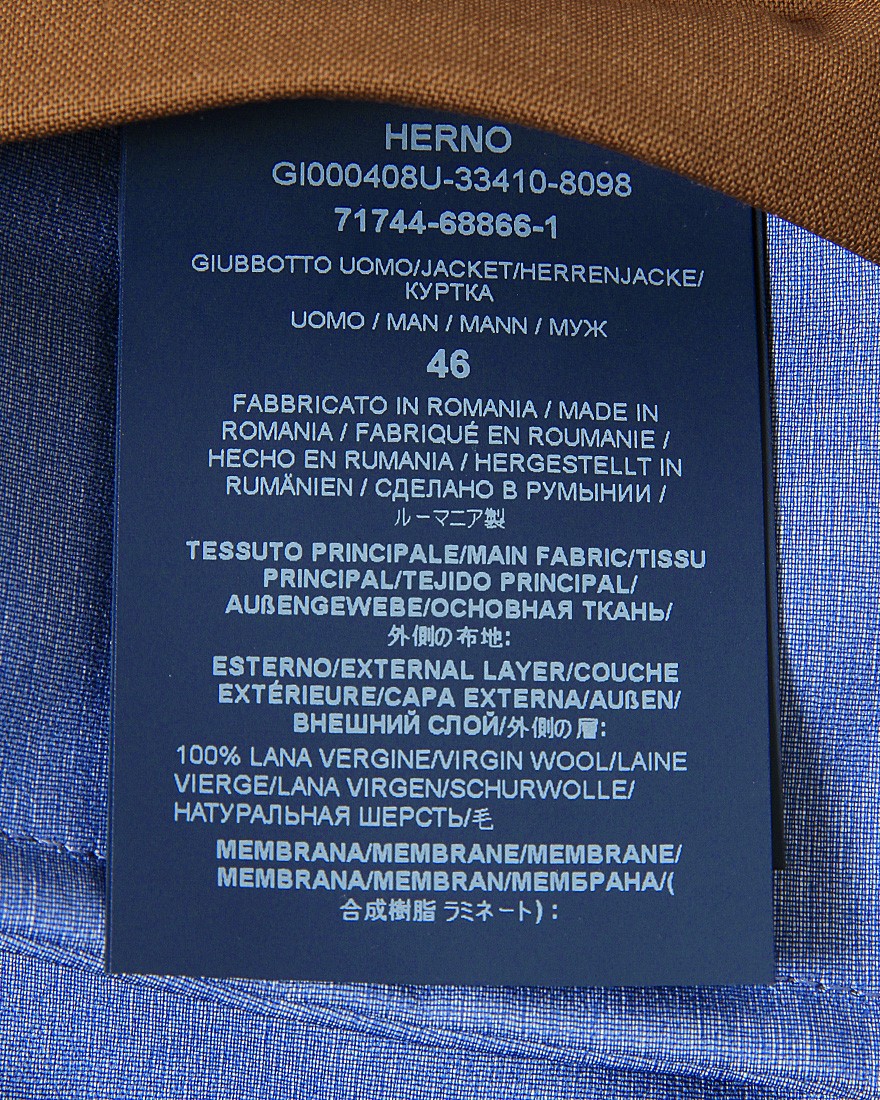 HERNO
GI000408U-33410-8098
71744-68866-1
GIUBBOTTO UOMO/JACKET/HERRENJACKE/
КУРТКА
UOMO / MAN / MANN / МУЖ
46
FABBRICATO IN ROMANIA / MADE IN
ROMANIA / FABRIQUÉ EN ROUMANIE /
HECHO EN RUMANIA / HERGESTELLT IN
RUMÄNIEN / СДЕЛАНО В РУМЫНИИ /
ルーマニア製
TESSUTO PRINCIPALE/MAIN FABRIC/TISSU
PRINCIPAL/TEJIDO PRINCIPAL/
AUßENGEWEBE/ОСНОВНАЯ ТКАНЬ/
外側の布地:
ESTERNO/EXTERNAL LAYER/COUCHE
EXTÉRIEURE/CAPA EXTERNA/AUßEN/
ВНЕШНИЙ СЛОЙ/外側の層:
100% LANA VERGINE/VIRGIN WOOL/LAINE
VIERGE/LANA VIRGEN/SCHURWOLLE/
НАТУРАЛЬНАЯ ШЕРСТЬ/毛
MEMBRANA/MEMBRANE/MEMBRANE/
MEMBRANA/MEMBRAN/МЕМБРАНА/(
合成樹脂 ラミネート) :